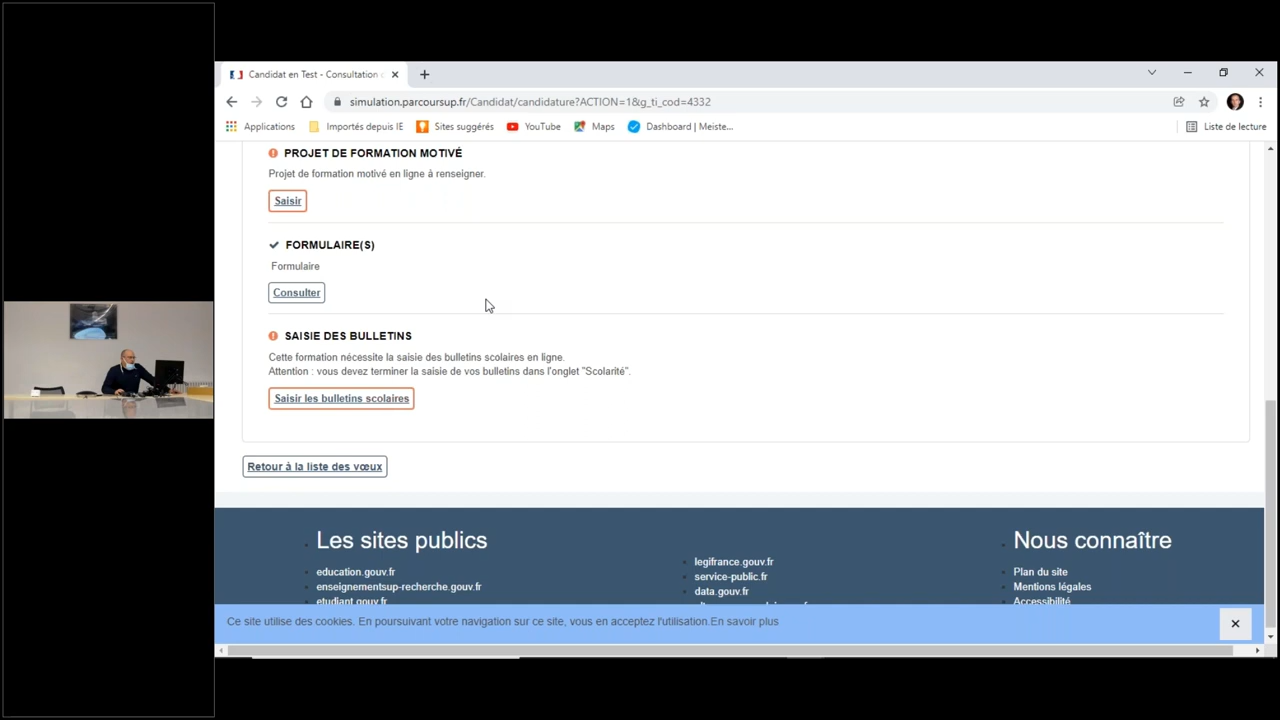 Candidat en Test - Consultation
simulation.parcoursup.fr/Candidat/candidature?ACTION=1&g_ti_cod=4332
Applications Importés depuis IE Sites suggérés YouTube Maps Dashboard | Meiste... Liste de lecture
PROJET DE FORMATION MOTIVÉ
Projet de formation motivé en ligne à renseigner.
Saisir
FORMULAIRE(S)
Formulaire
Consulter
SAISIE DES BULLETINS
Cette formation nécessite la saisie des bulletins scolaires en ligne.
Attention : vous devez terminer la saisie de vos bulletins dans l'onglet "Scolarité".
Saisir les bulletins scolaires
Retour à la liste des vœux
Les sites publics
education.gouv.fr
enseignementsup-recherche.gouv.fr
etudiant.gouv.fr
legifrance.gouv.fr
service-public.fr
data.gouv.fr
Nous connaître
Plan du site
Mentions légales
Accessibilité
Ce site utilise des cookies. En poursuivant votre navigation sur ce site, vous en acceptez l'utilisation.En savoir plus